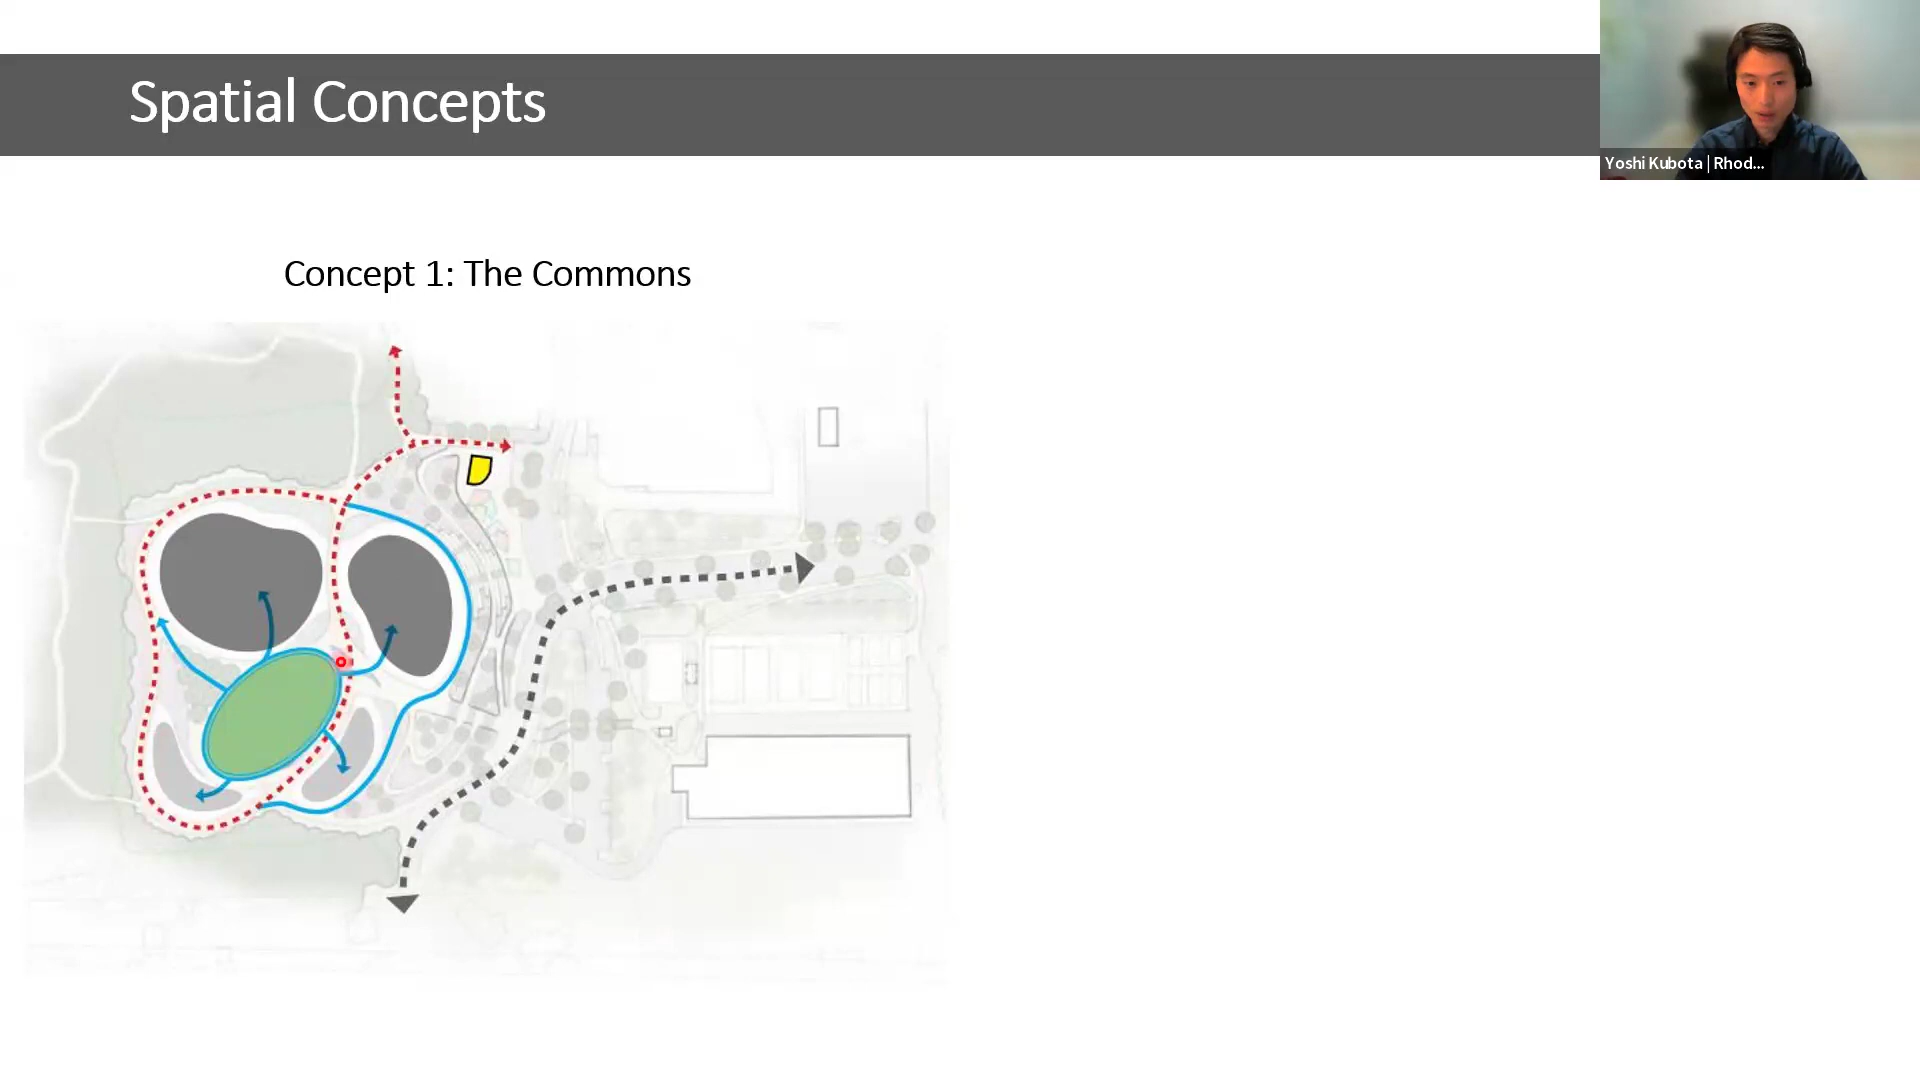 Spatial Concepts
Yoshi Kubota | Rhod...
Concept 1: The Commons